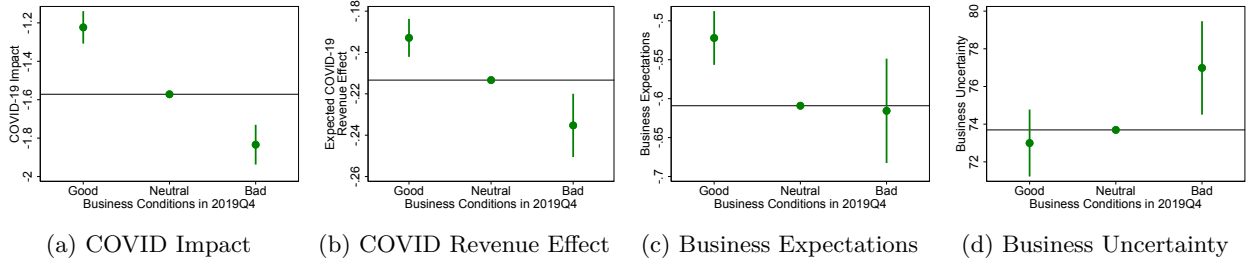 COVID-19 Impact
-1.2
-1.4
-1.6
-1.8
-2
Good Neutral Bad
Business Conditions in 2019Q4
(a) COVID Impact
Expected COVID-19
Revenue Effect
-.18
-.2
-.22
-.24
-.26
Good Neutral Bad
Business Conditions in 2019Q4
(b) COVID Revenue Effect
Business Expectations
-.5
-.55
-.6
-.65
-.7
Good Neutral Bad
Business Conditions in 2019Q4
(c) Business Expectations
Business Uncertainty
80
78
76
74
72
Good Neutral Bad
Business Conditions in 2019Q4
(d) Business Uncertainty